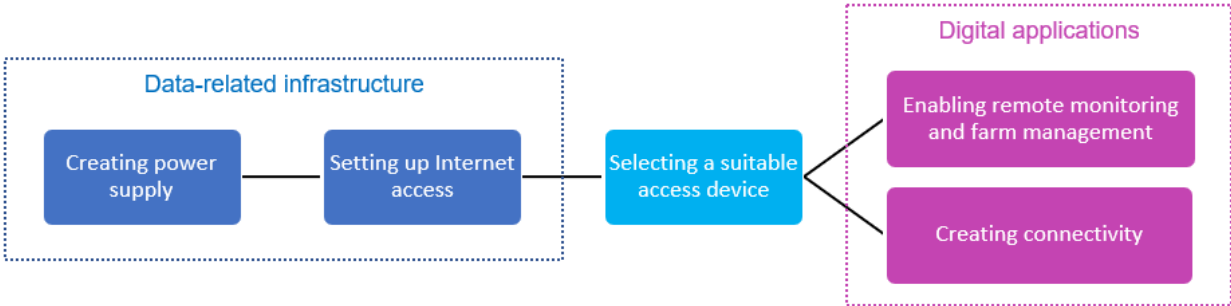 Data-related infrastructure
Creating power
supply
Setting up Internet
access
Selecting a suitable
access device
Digital applications
Enabling remote monitoring
and farm management
Creating connectivity